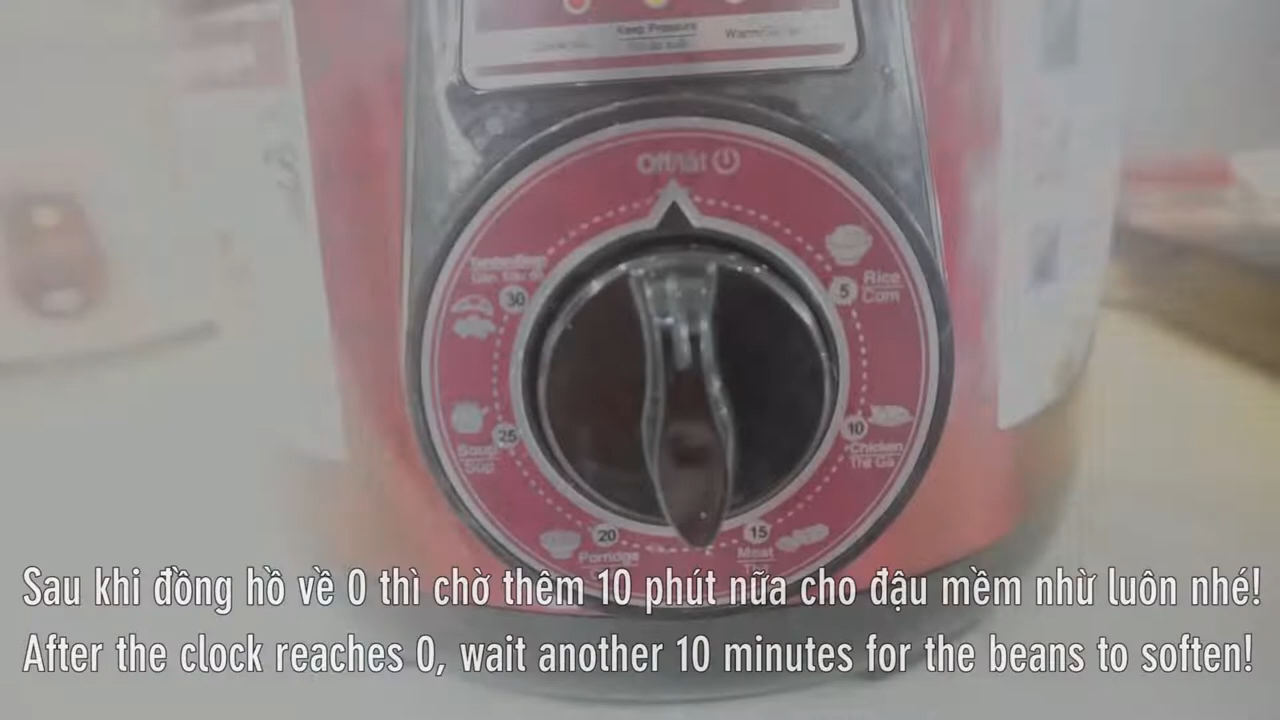 Keep Pressure
Warm
Off/tắt
Rice
Cơm
5
30
10
Chicken
Thịt Gà
25
Soup
Súp
20
Porridge
15
Meat
Sau khi đồng hồ về 0 thì chờ thêm 10 phút nữa cho đậu mềm nhừ luôn nhé!
After the clock reaches 0, wait another 10 minutes for the beans to soften!